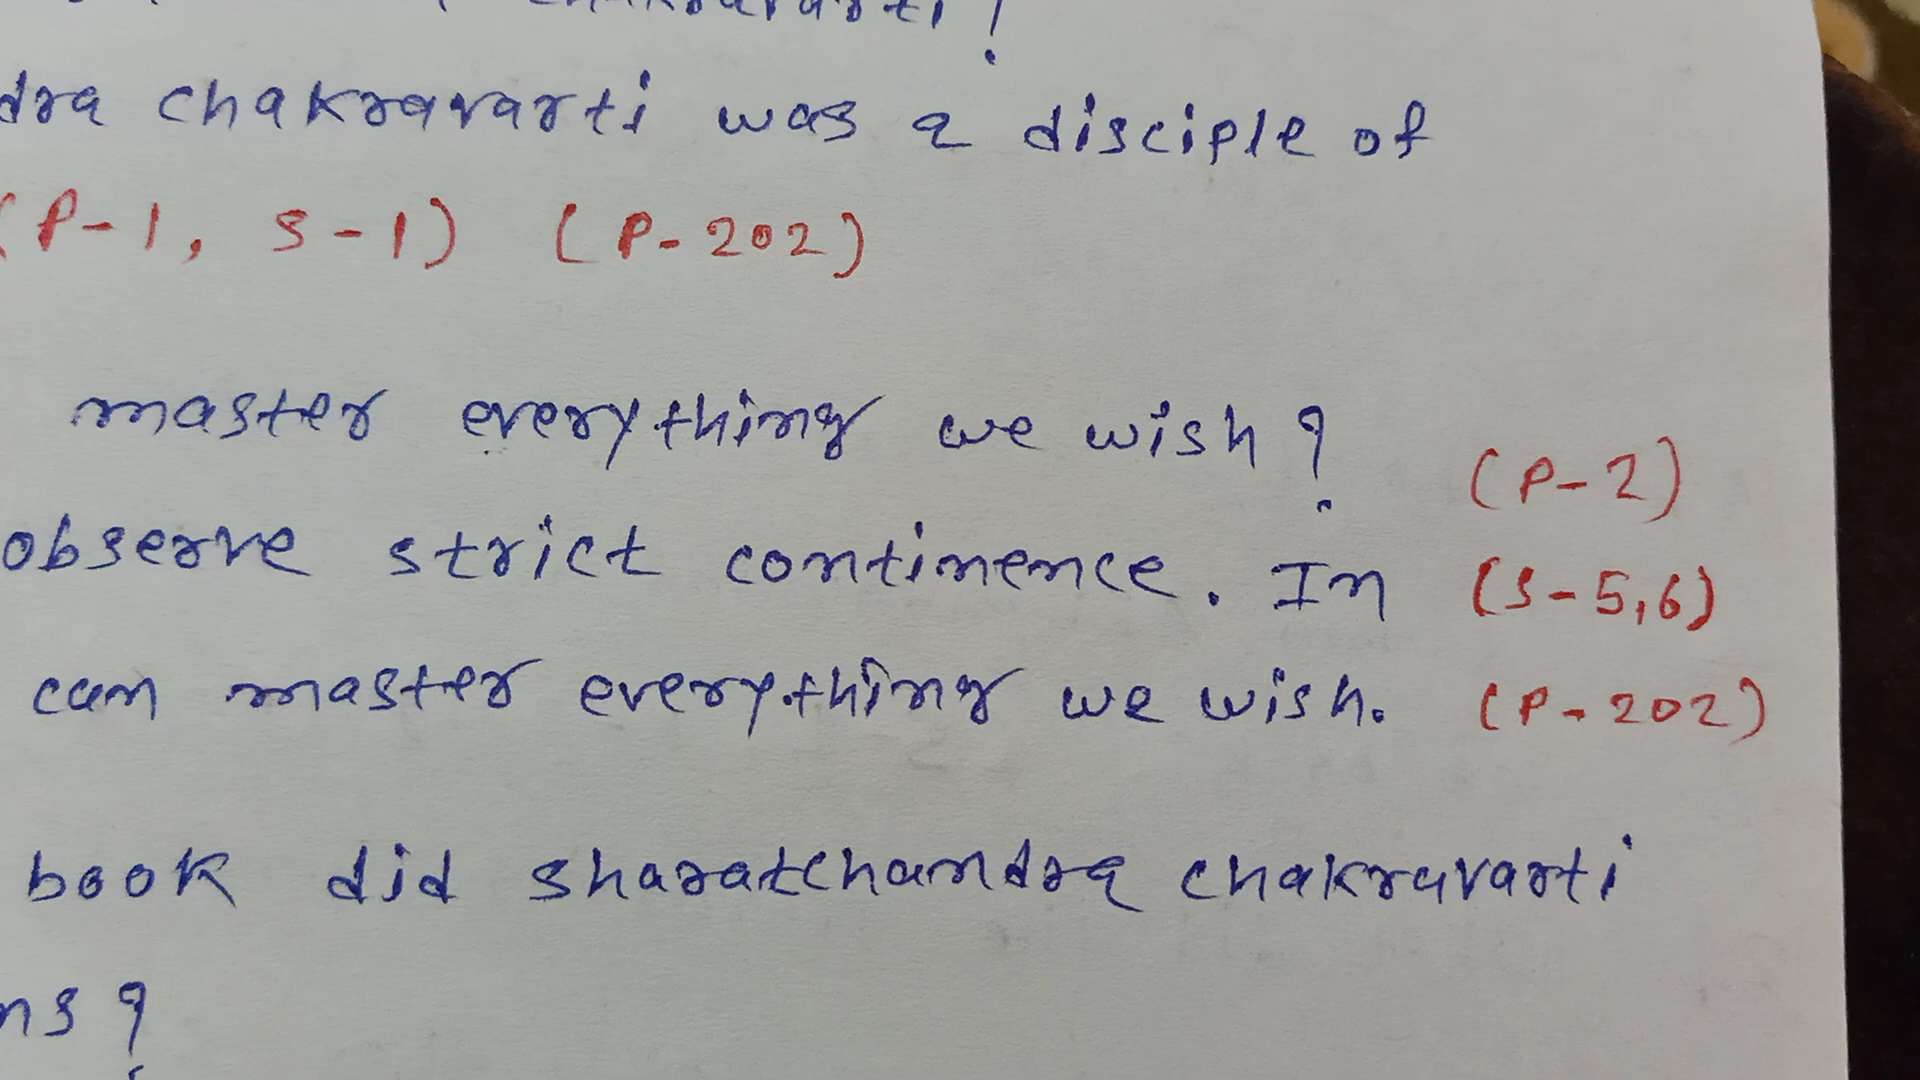 chakravarti?
dra chakravarti was a disciple of
(P-1, S-1) (P-202)
master everything we wish?
(P-2)
observe strict continence. In (S-5,6)
can master everything we wish. (P-202)
book did sharatchandra chakravarti
ns?